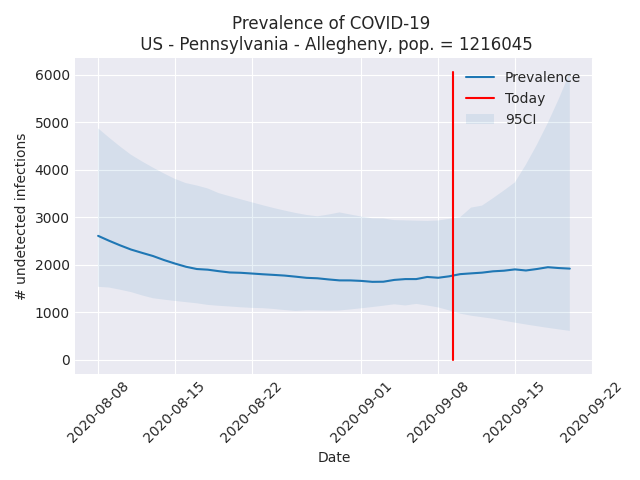 Prevalence of COVID-19
US - Pennsylvania - Allegheny, pop. = 1216045
Prevalence
Today
95CI
6000
5000
4000
3000
2000
1000
0
# undetected infections
2020-08-08
2020-08-15
2020-08-22
2020-09-01
2020-09-08
2020-09-15
2020-09-22
Date